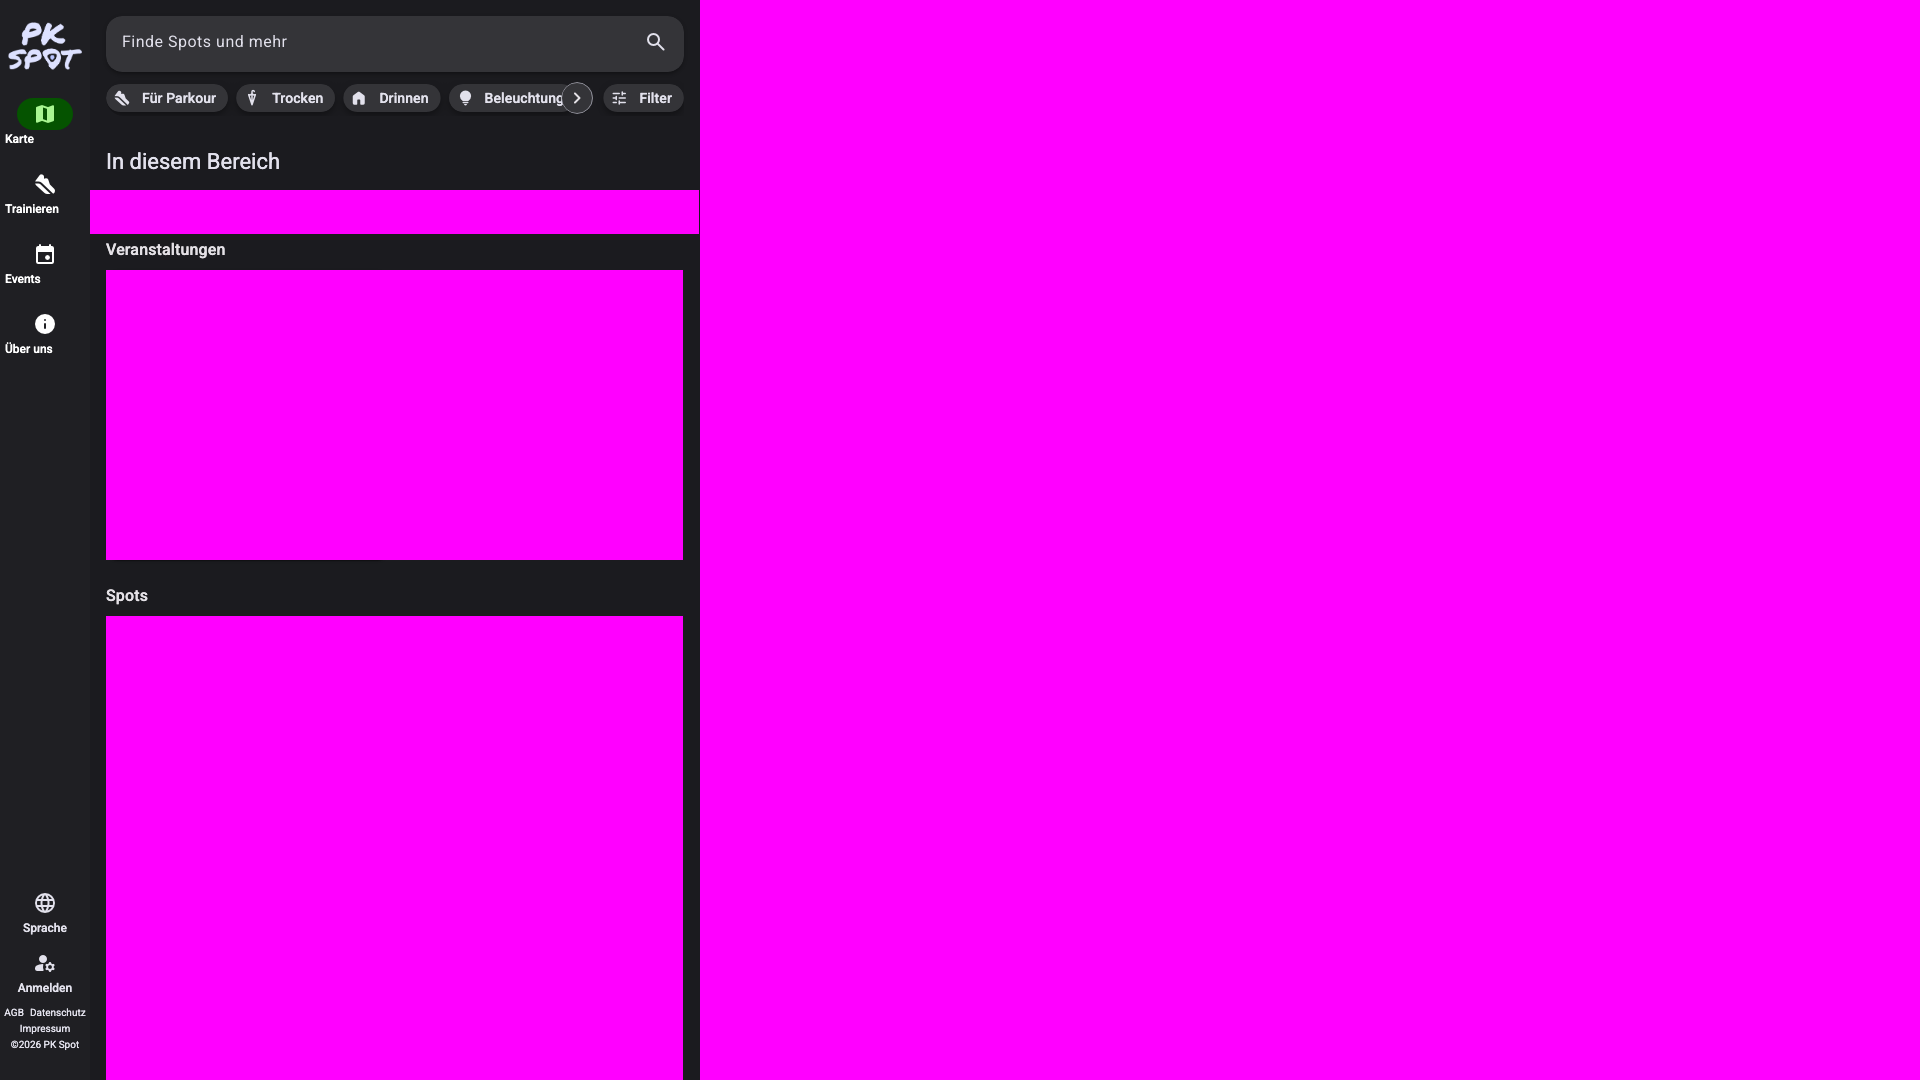 PK
SPOT
Karte
Trainieren
Events
Über uns
Sprache
Anmelden
AGB Datenschutz
Impressum
©2026 PK Spot
Finde Spots und mehr
Für Parkour
Trocken
Drinnen
Beleuchtung
Filter
In diesem Bereich
Veranstaltungen
Spots